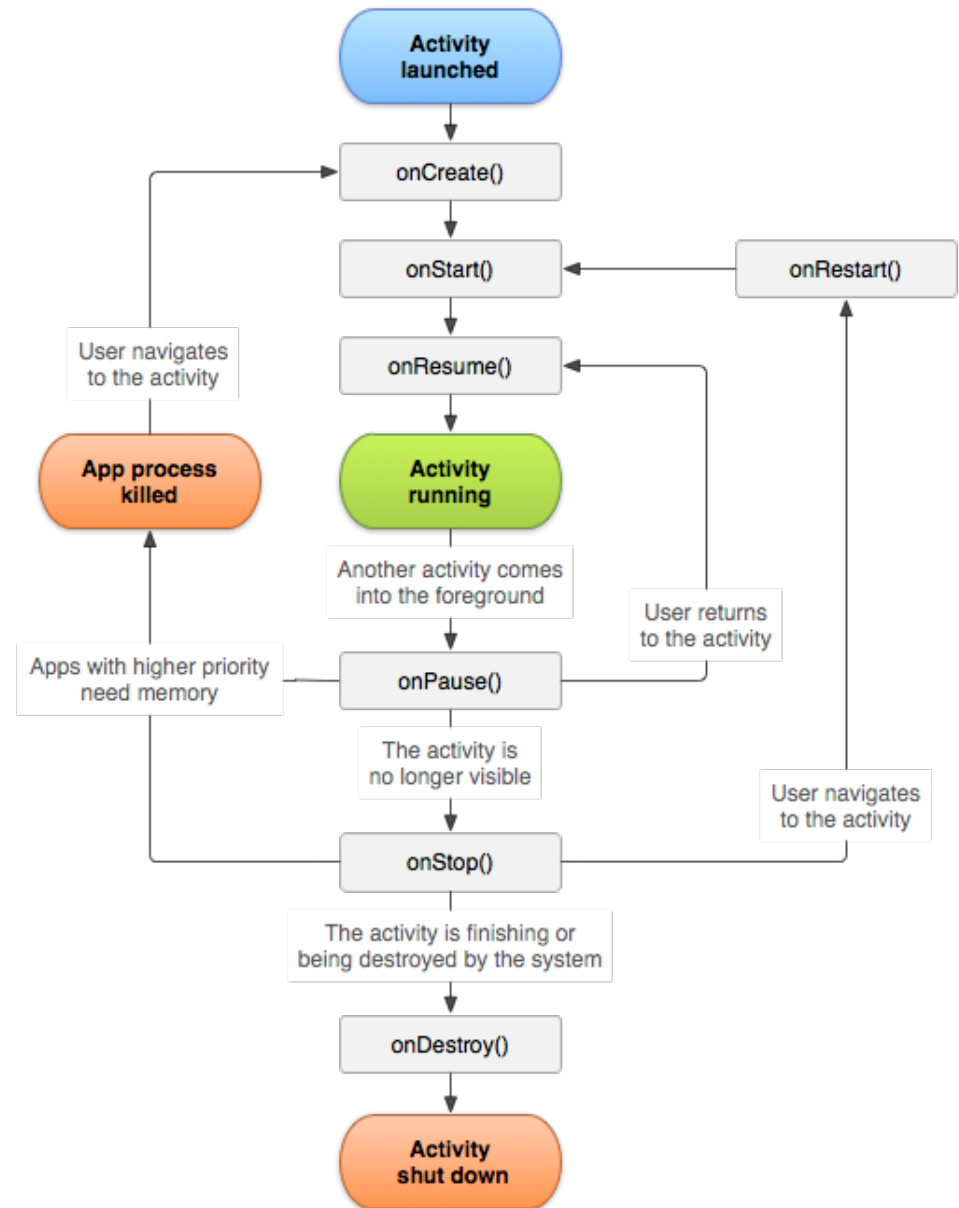 Activity
launched
onCreate()
onStart()
onRestart()
onResume()
User navigates
to the activity
App process
killed
Activity
running
Another activity comes
into the foreground
User returns
to the activity
Apps with higher priority
need memory
onPause()
The activity is
no longer visible
User navigates
to the activity
onStop()
The activity is finishing or
being destroyed by the system
onDestroy()
Activity
shut down